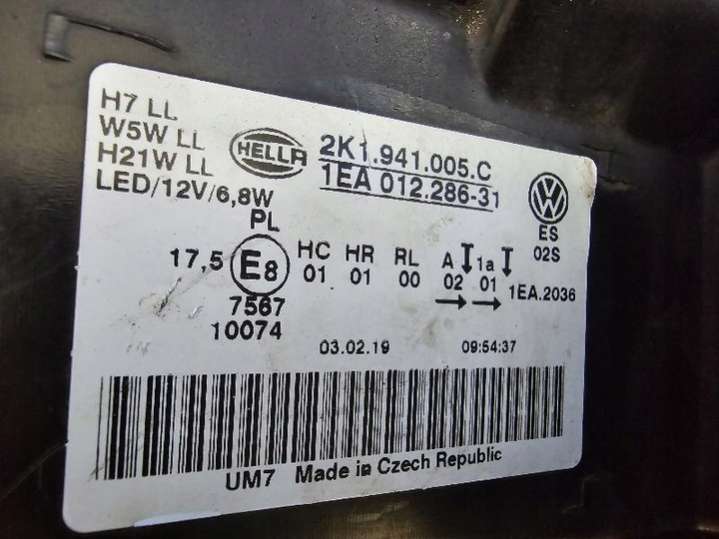 H7 LL
W5W LL
H21W LL
LED/12V/6,8W
HELLA
2K1.941.005.C
1EA 012.286-31
VW
ES
02S
PL
17,5 E8 HC HR RL A 1a
01 01 00 02 01
1EA.2036
7567
10074
03.02.19 09:54:37
UM7 Made in Czech Republic